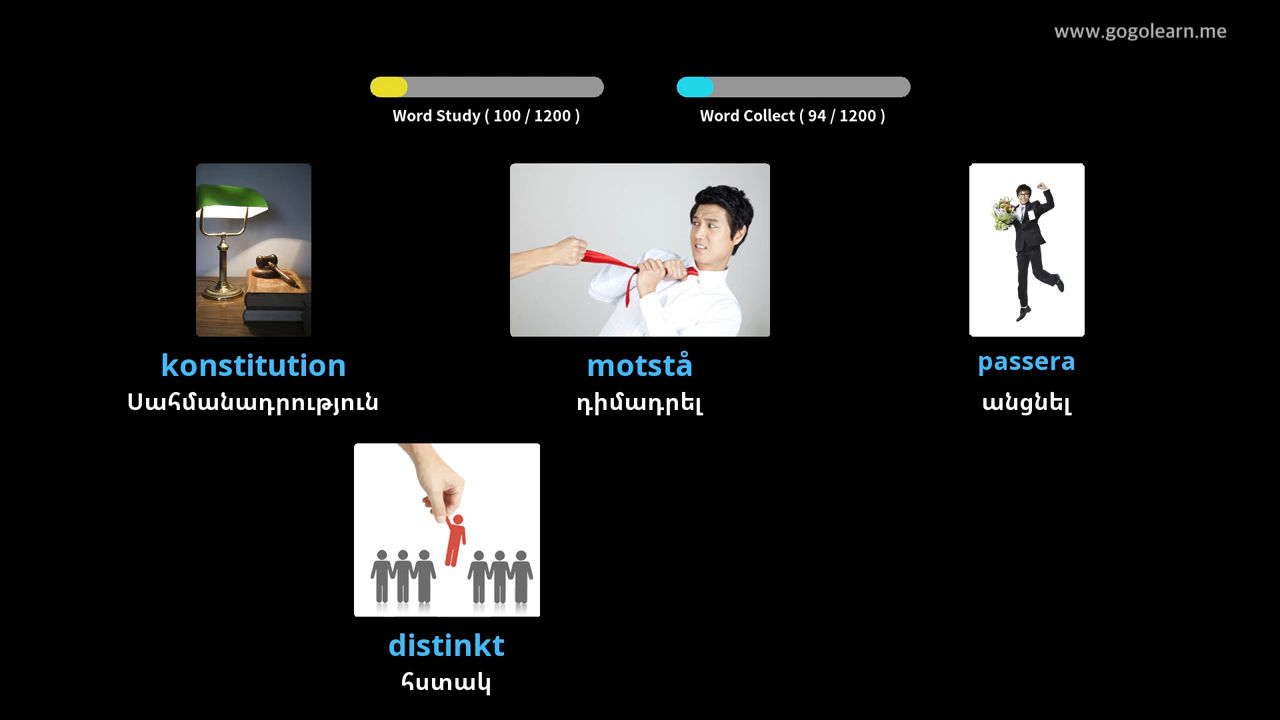 www.gogolearn.me
Word Study ( 100 / 1200 )
Word Collect ( 94 / 1200 )
konstitution
Սահմանադրություն
motstå
դիմադրել
passera
անցնել
distinkt
հստակ